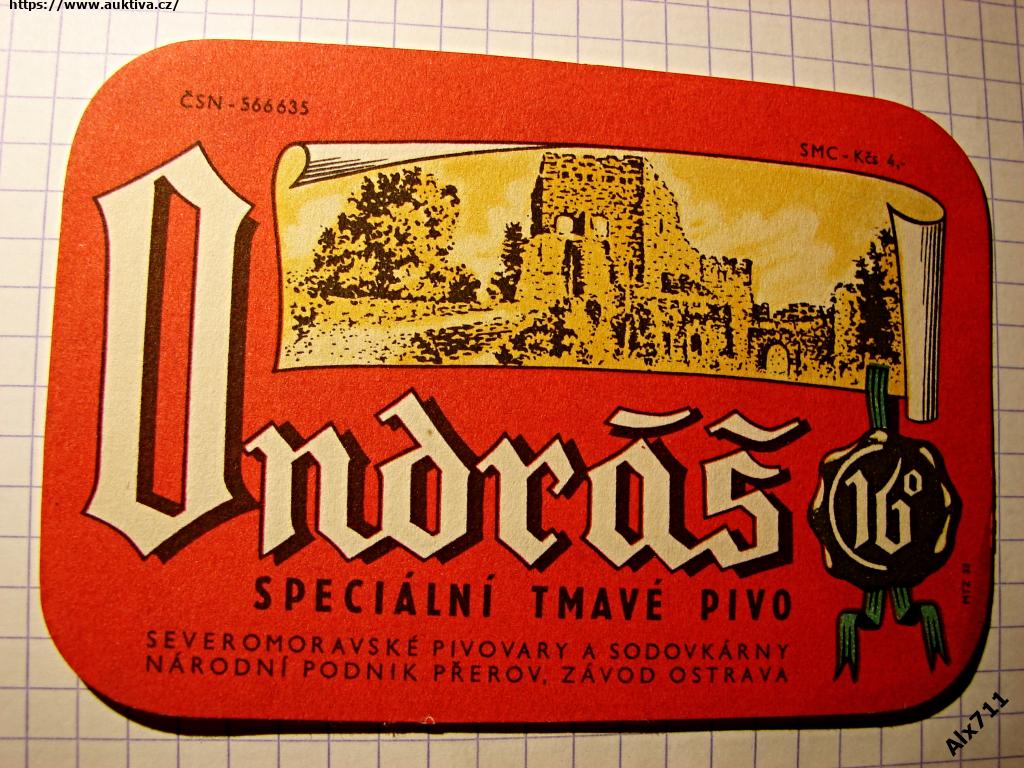 https://www.auktiva.cz/
ČSN - 566635
SMC - Kčs 4,-
Ondráš
16°
SPECIÁLNÍ TMAVÉ PIVO
SEVEROMORAVSKÉ PIVOVARY A SODOVKÁRNY
NÁRODNÍ PODNIK PŘEROV, ZÁVOD OSTRAVA
MTZ
Alx711